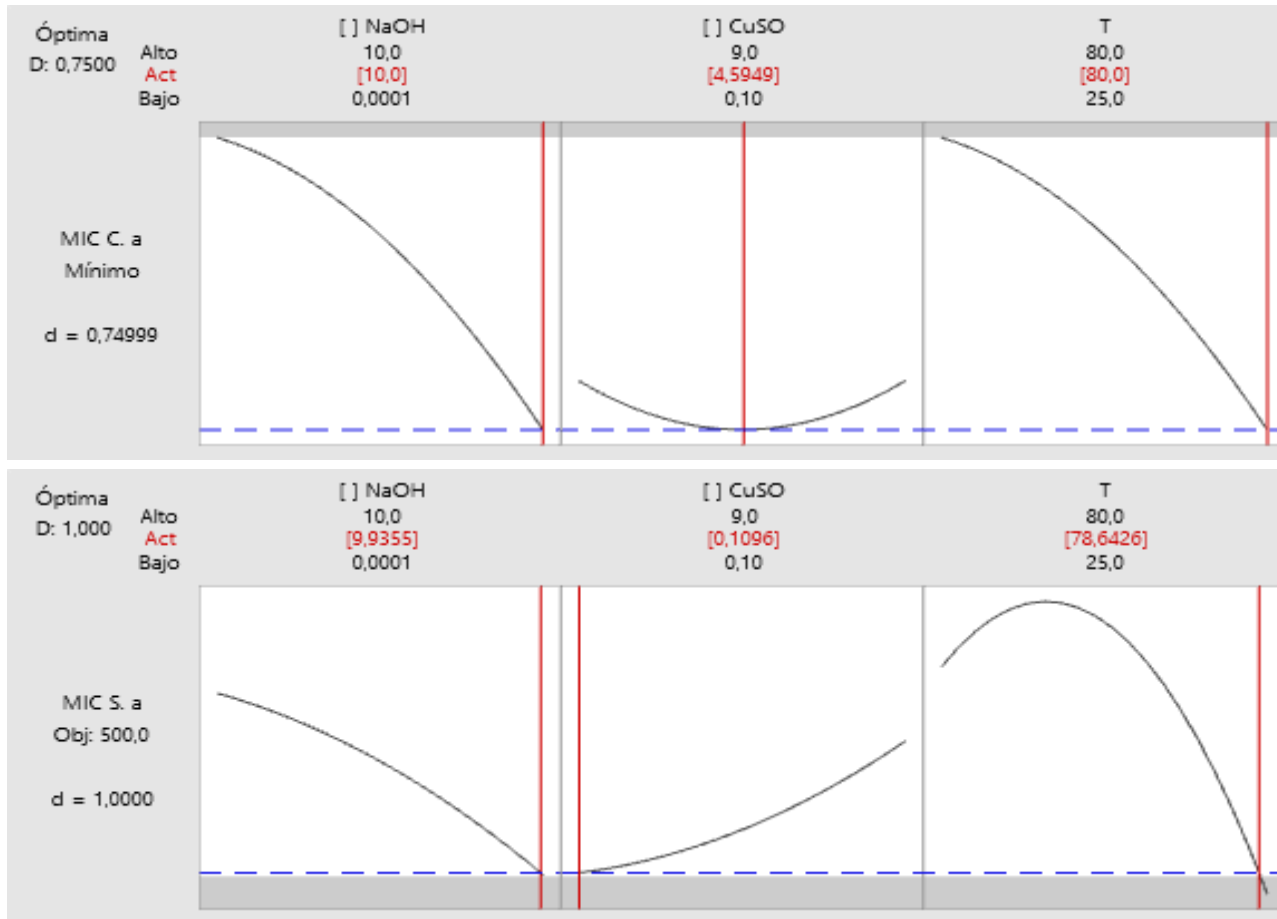 Óptima
D: 0,7500
Alto
Act
Bajo
[ ] NaOH
10,0
[10,0]
0,0001
[ ] CuSO
9,0
[4,5949]
0,10
T
80,0
[80,0]
25,0
MIC C. a
Mínimo
d = 0,74999
Óptima
D: 1,000
Alto
Act
Bajo
[ ] NaOH
10,0
[9,9355]
0,0001
[ ] CuSO
9,0
[0,1096]
0,10
T
80,0
[78,6426]
25,0
MIC S. a
Obj: 500,0
d = 1,0000